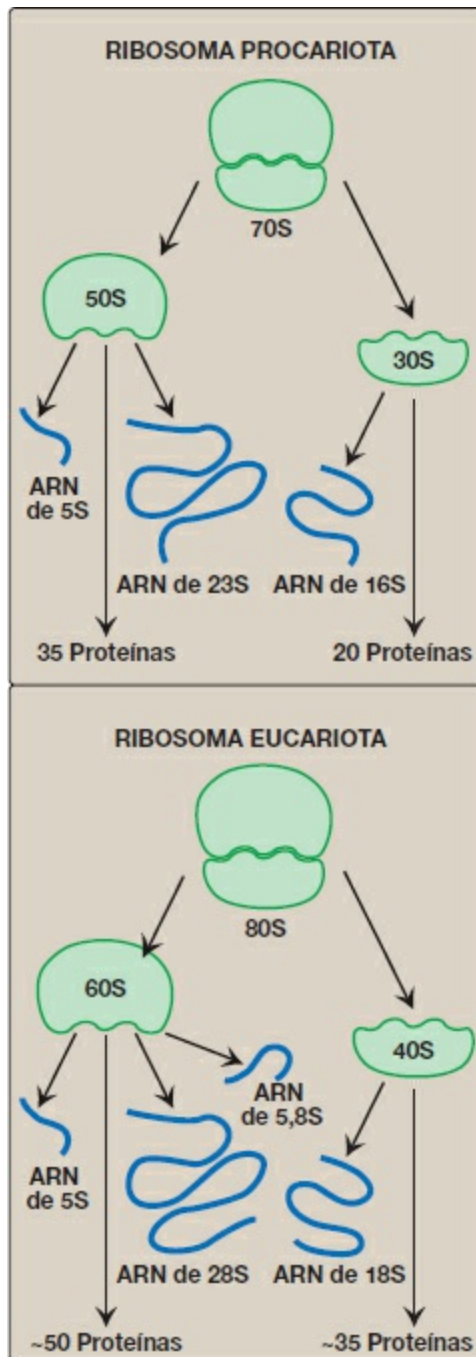 RIBOSOMA PROCARIOTA
70S
50S
30S
ARN
de 5S
ARN de 23S
ARN de 16S
35 Proteínas
20 Proteínas
RIBOSOMA EUCARIOTA
80S
60S
40S
ARN
de 5,8S
ARN
de 5S
ARN de 28S
ARN de 18S
~50 Proteínas
~35 Proteínas